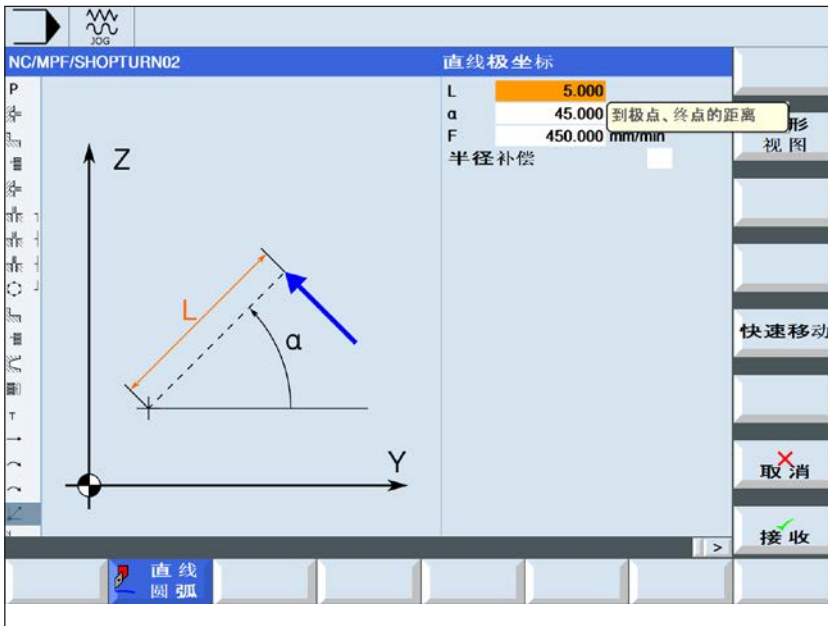 JOG
NC/MPF/SHOPTURN02
直线极坐标
P
T
Z
L
α
Y
L 5.000
α 45.000
F 450.000 mm/min
到极点、终点的距离
半径补偿
形
视图
快速移动
取消
接收
>
直线
圆弧